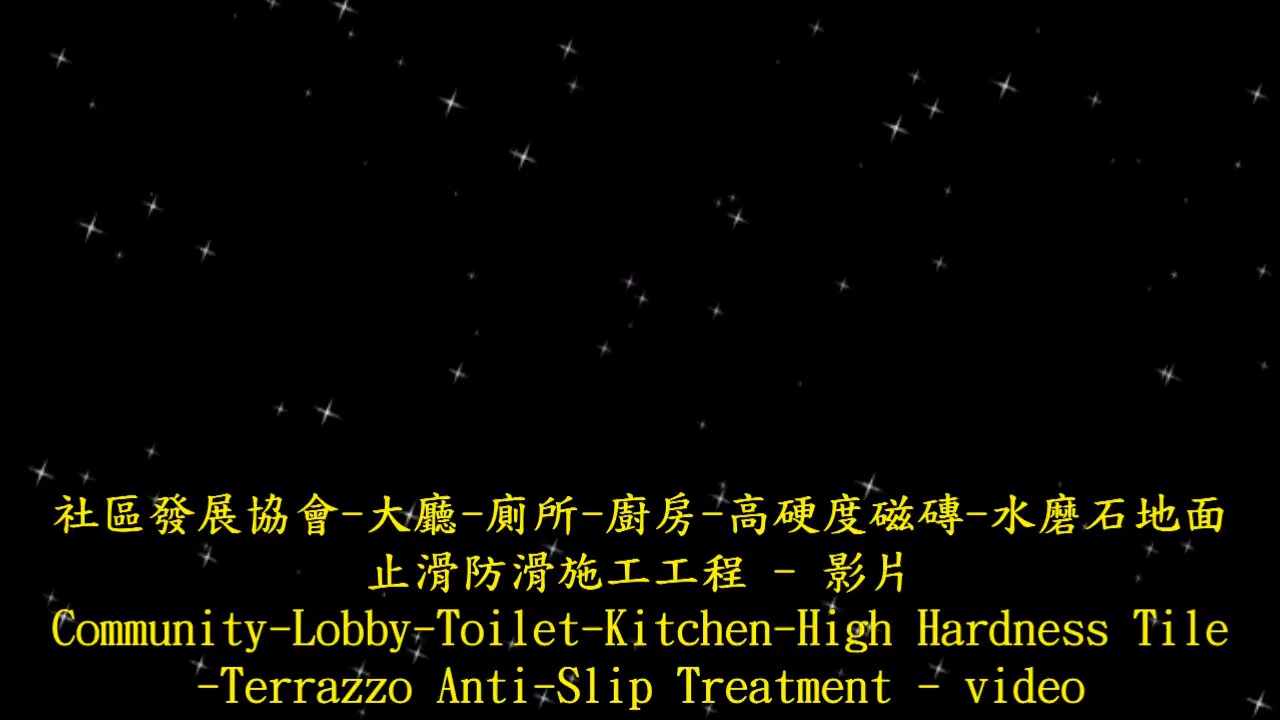 社區發展協會-大廳-廁所-廚房-高硬度磁磚-水磨石地面
止滑防滑施工工程 - 影片
Community-Lobby-Toilet-Kitchen-High Hardness Tile
-Terrazzo Anti-Slip Treatment - video